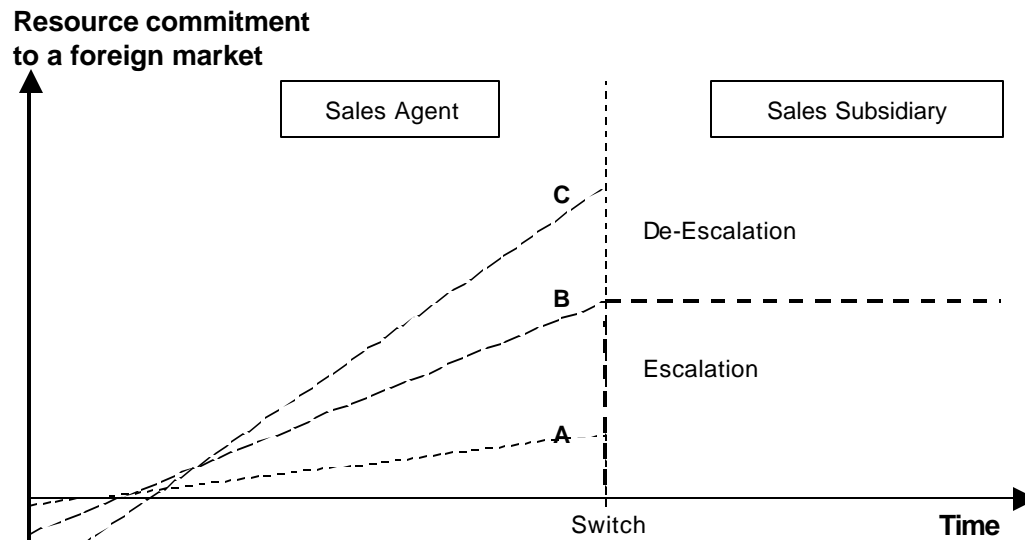 Resource commitment
to a foreign market
Sales Agent
Sales Subsidiary
C
De-Escalation
B
Escalation
A
Switch
Time